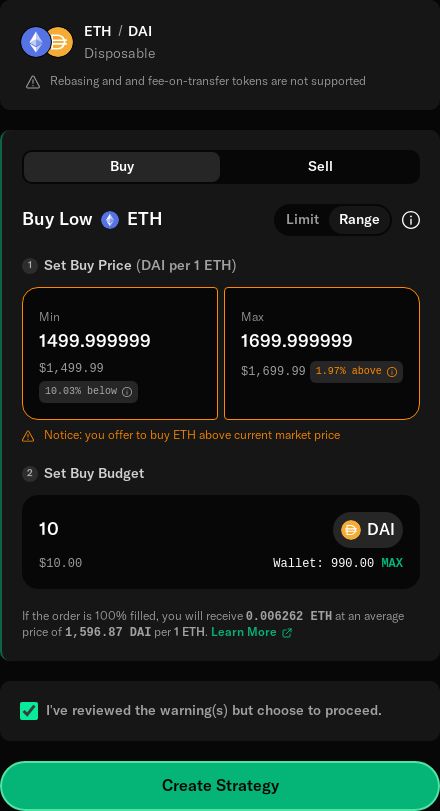 ETH / DAI
Disposable
Rebasing and and fee-on-transfer tokens are not supported
Buy
Sell
Buy Low ETH
Limit
Range
1 Set Buy Price (DAI per 1 ETH)
Min
1499.999999
$1,499.99
10.03% below
Max
1699.999999
$1,699.99
1.97% above
Notice: you offer to buy ETH above current market price
2 Set Buy Budget
10
DAI
$10.00
Wallet: 990.00 MAX
If the order is 100% filled, you will receive 0.006262 ETH at an average
price of 1,596.87 DAI per 1 ETH. Learn More
I've reviewed the warning(s) but choose to proceed.
Create Strategy